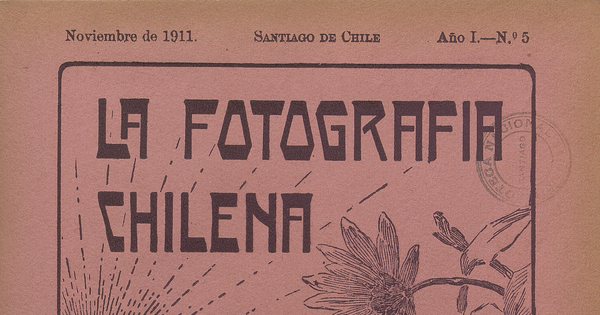 Noviembre de 1911. SANTIAGO DE CHILE Año I.—N.º 5
LA FOTOGRAFIA
CHILENA